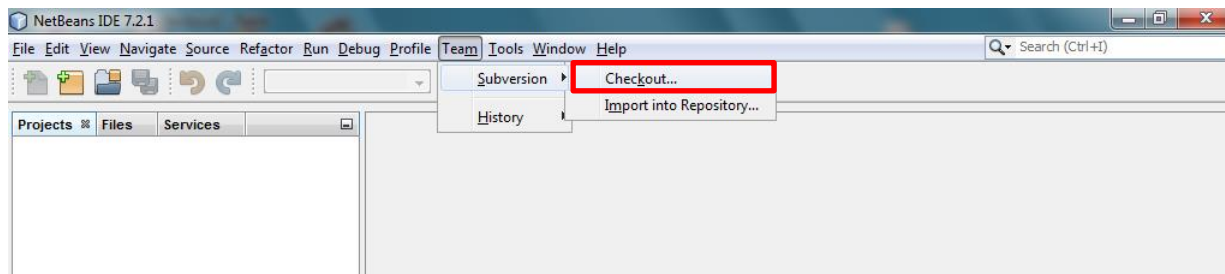 NetBeans IDE 7.2.1
File Edit View Navigate Source Refactor Run Debug Profile Team Tools Window Help
Search (Ctrl+I)
Subversion
Checkout...
Import into Repository...
History
Projects Files Services